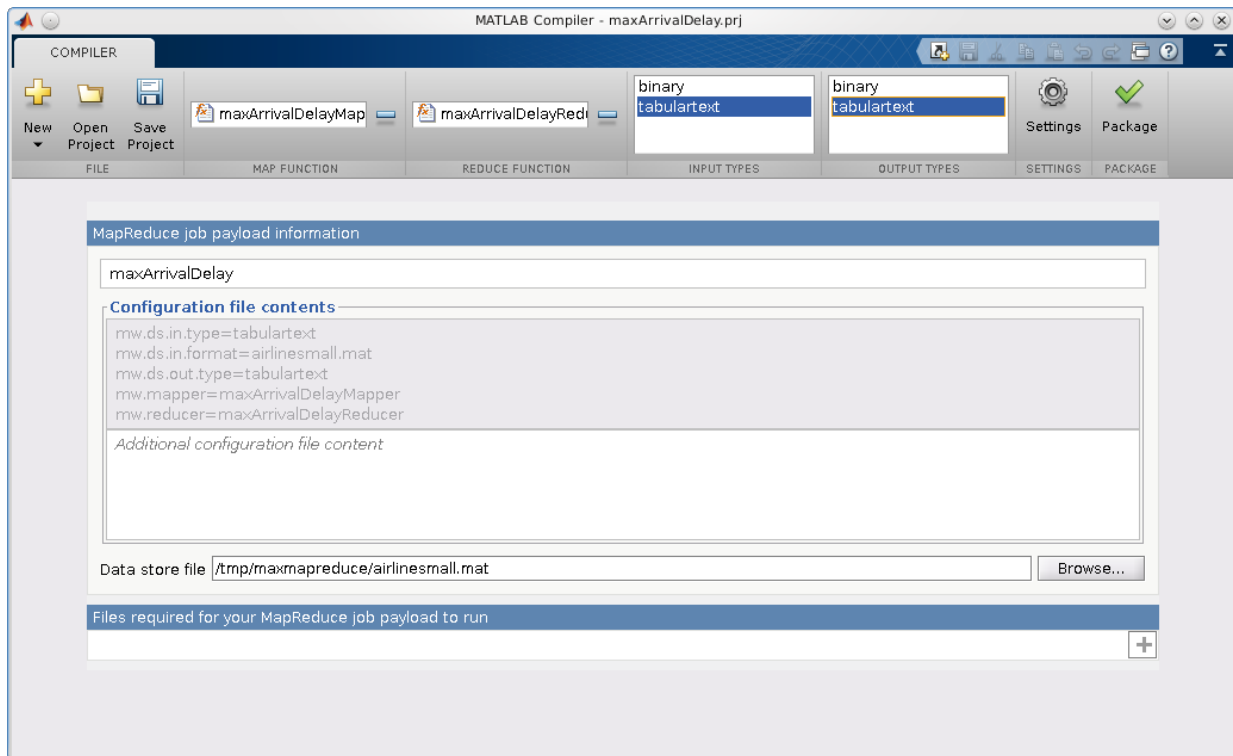 MATLAB Compiler - maxArrivalDelay.prj
COMPILER
New
Open Project
Save Project
FILE
maxArrivalDelayMap
MAP FUNCTION
maxArrivalDelayRedu
REDUCE FUNCTION
binary
tabulartext
INPUT TYPES
binary
tabulartext
OUTPUT TYPES
Settings
SETTINGS
Package
PACKAGE
MapReduce job payload information
maxArrivalDelay
Configuration file contents
mw.ds.in.type=tabulartext
mw.ds.in.format=airlinesmall.mat
mw.ds.out.type=tabulartext
mw.mapper=maxArrivalDelayMapper
mw.reducer=maxArrivalDelayReducer
Additional configuration file content
Data store file /tmp/maxmapreduce/airlinesmall.mat Browse...
Files required for your MapReduce job payload to run